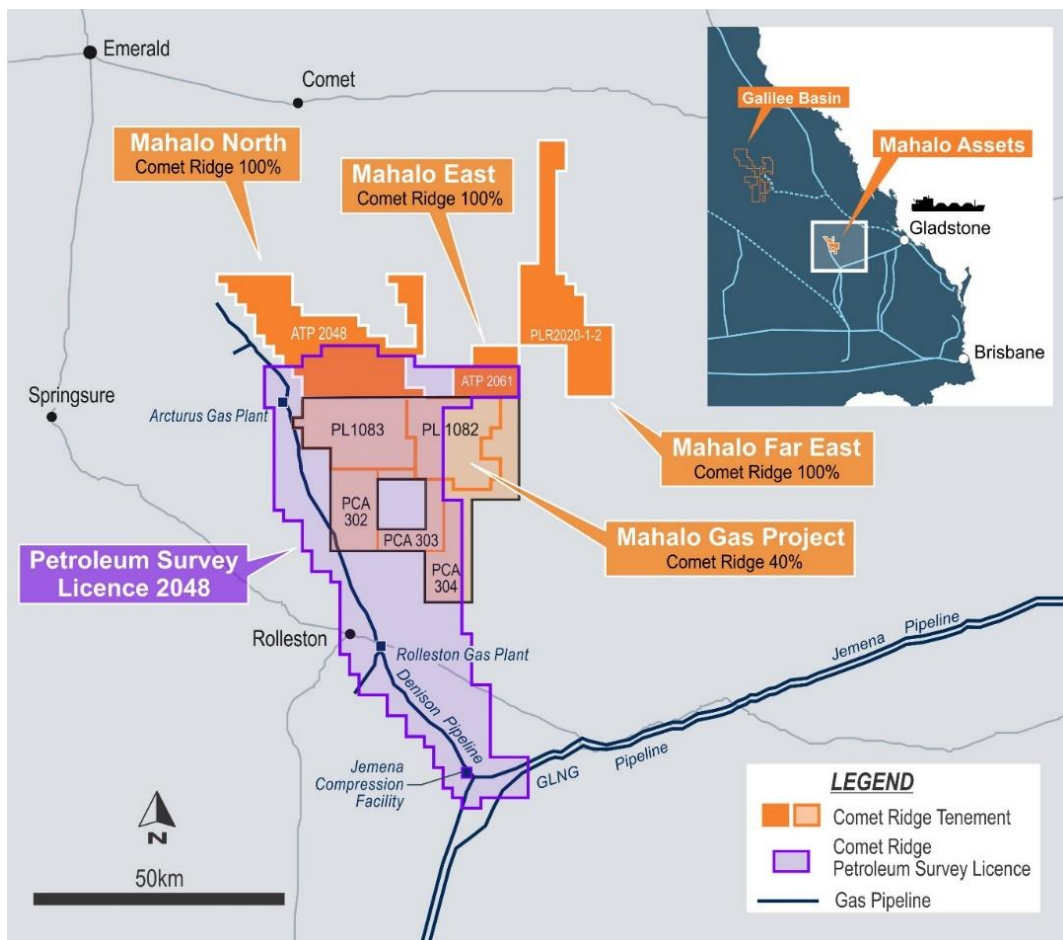 Emerald
Comet
Mahalo North
Comet Ridge 100%
Mahalo East
Comet Ridge 100%
Galilee Basin
Mahalo Assets
Gladstone
Brisbane
ATP 2048
PLR2020-1-2
ATP 2061
Springsure
Arcturus Gas Plant
PL1083
PL 1082
Mahalo Far East
Comet Ridge 100%
PCA
302
PCA 303
PCA
304
Mahalo Gas Project
Comet Ridge 40%
Petroleum Survey
Licence 2048
Rolleston
Rolleston Gas Plant
Denison Pipeline
Jemena Pipeline
GLNG Pipeline
Jemena
Compression
Facility
N
50km
LEGEND
Comet Ridge Tenement
Comet Ridge
Petroleum Survey Licence
Gas Pipeline